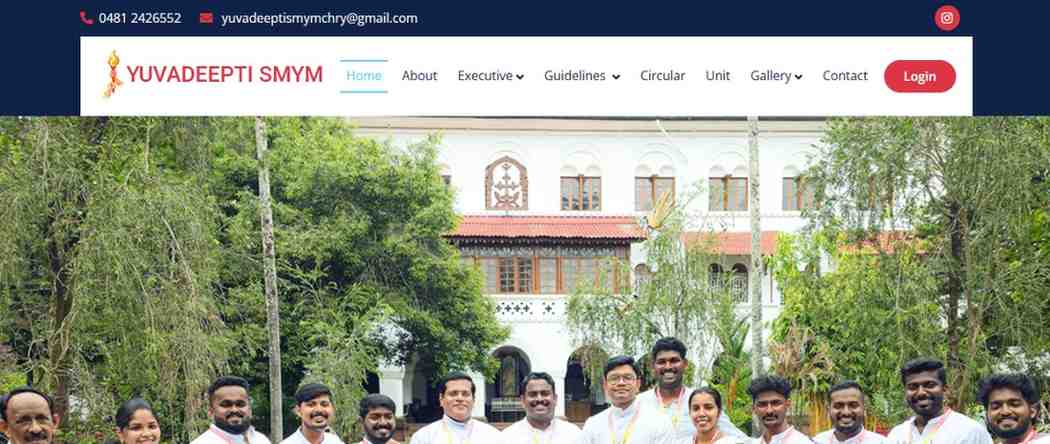 0481 2426552 yuvadeeptismymchry@gmail.com
YUVADEEPTI SMYM Home About Executive Guidelines Circular Unit Gallery Contact Login